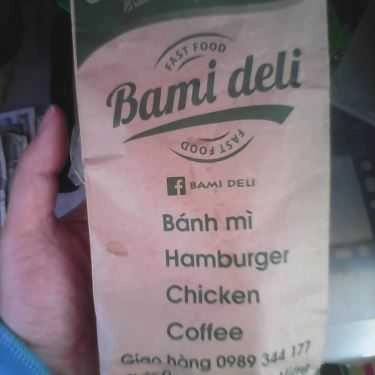 FAST FOOD
Bami deli
FAST FOOD
BAMI DELI
Bánh mì
Hamburger
Chicken
Coffee
Giao hàng 0989 344 177